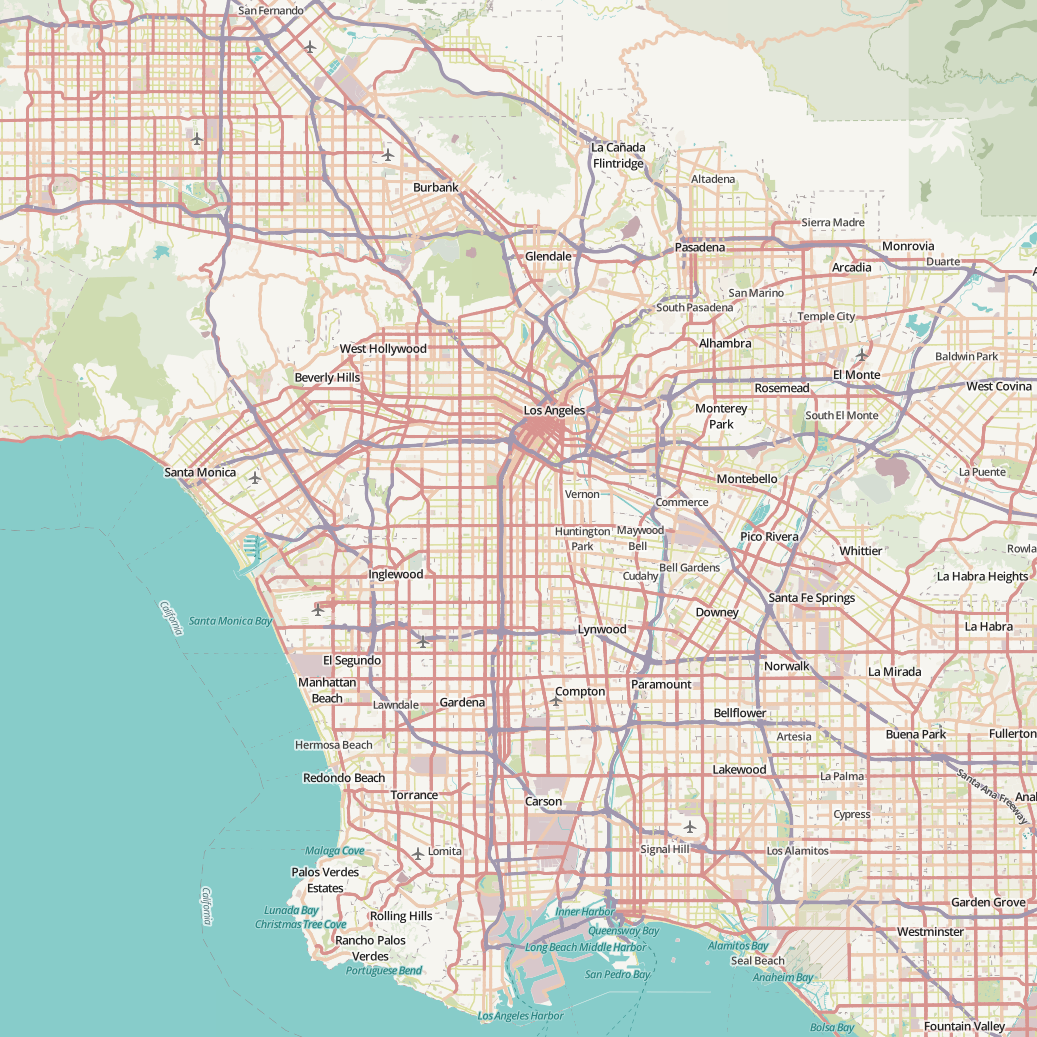 San Fernando
La Cañada
Flintridge
Altadena
Burbank
Sierra Madre
Pasadena
Monrovia
Glendale
Duarte
Arcadia
San Marino
South Pasadena
Temple City
Alhambra
West Hollywood
Baldwin Park
El Monte
Beverly Hills
Rosemead
West Covina
Los Angeles
Monterey
Park
South El Monte
Santa Monica
La Puente
Montebello
Vernon
Commerce
Huntington
Park
Maywood
Bell
Pico Rivera
Whittier
Rowla
Bell Gardens
Inglewood
Cudahy
La Habra Heights
Santa Fe Springs
California
Downey
Santa Monica Bay
Lynwood
La Habra
El Segundo
Norwalk
La Mirada
Manhattan
Beach
Paramount
Compton
Lawndale
Gardena
Bellflower
Artesia
Buena Park
Fullerton
Hermosa Beach
Lakewood
Redondo Beach
La Palma
Santa Ana Freeway
Torrance
Carson
Anal
Cypress
Malaga Cove
Lomita
Signal Hill
Los Alamitos
Palos Verdes
Estates
California
Lunada Bay
Rolling Hills
Inner Harbor
Garden Grove
Christmas Tree Cove
Queensway Bay
Westminster
Rancho Palos
Verdes
Long Beach Middle Harbor
Alamitos Bay
Seal Beach
Portuguese Bend
San Pedro Bay
Anaheim Bay
Los Angeles Harbor
Bolsa Bay
Fountain Valley